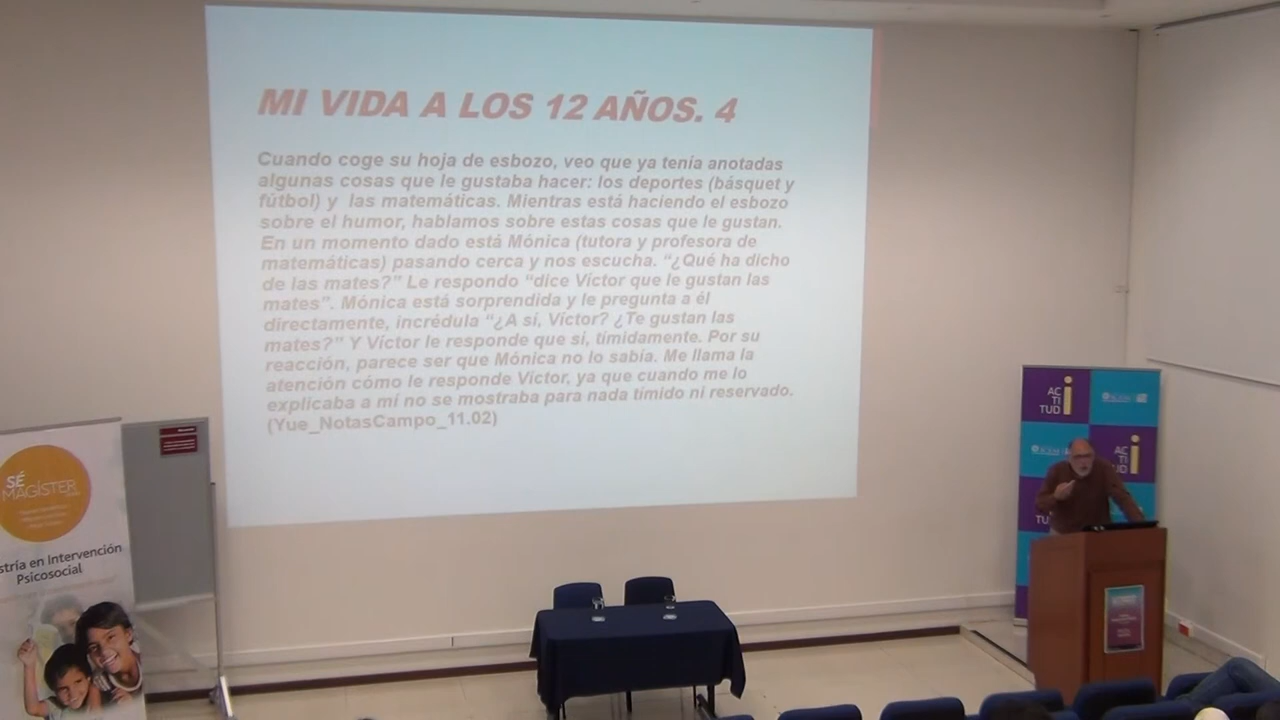 MI VIDA A LOS 12 AÑOS. 4
Cuando coge su hoja de esbozo, veo que ya tenía anotadas
algunas cosas que le gustaba hacer: los deportes (básquet y
fútbol) y las matemáticas. Mientras está haciendo el esbozo
sobre el humor, hablamos sobre estas cosas que le gustan.
En un momento dado está Mónica (tutora y profesora de
matemáticas) pasando cerca y nos escucha. “¿Qué ha dicho
de las mates?” Le respondo “dice Víctor que le gustan las
mates”. Mónica está sorprendida y le pregunta a él
directamente, incrédula “¿A sí, Víctor? ¿Te gustan las
mates?” Y Víctor le responde que sí, tímidamente. Por su
reacción, parece ser que Mónica no lo sabía. Me llama la
atención cómo le responde Víctor, ya que cuando me lo
explicaba a mí no se mostraba para nada tímido ni reservado.
(Yue_NotasCampo_11.02)
SÉ
MAGÍSTER
stría en Intervención
Psicosocial
AC
TI
TUD
i
AC
TI
UD
i
TU